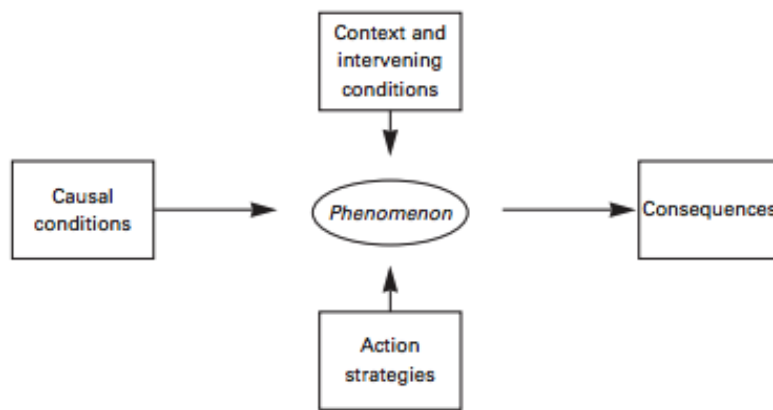 Context and
intervening
conditions
Causal
conditions
Phenomenon
Consequences
Action
strategies